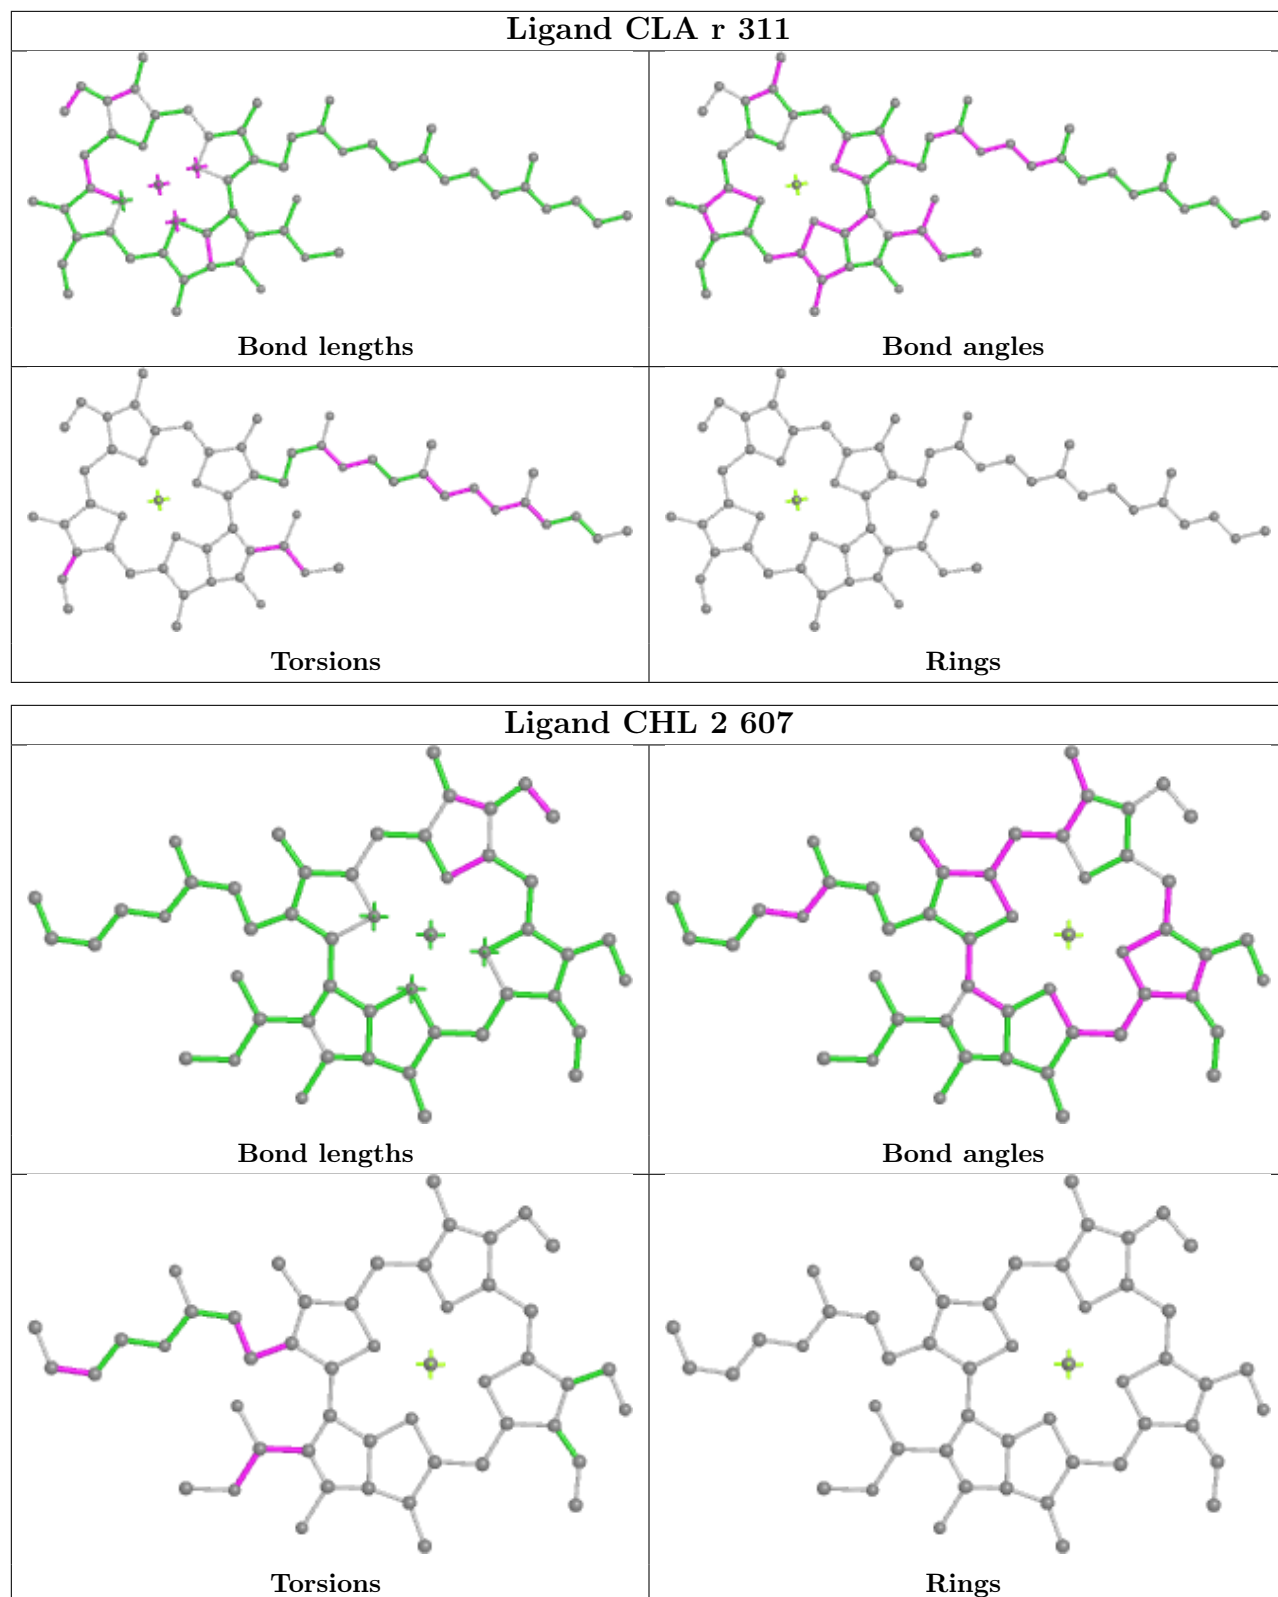 Ligand CLA r 311
Bond lengths
Bond angles
Torsions
Rings
Ligand CHL 2 607
Bond lengths
Bond angles
Torsions
Rings